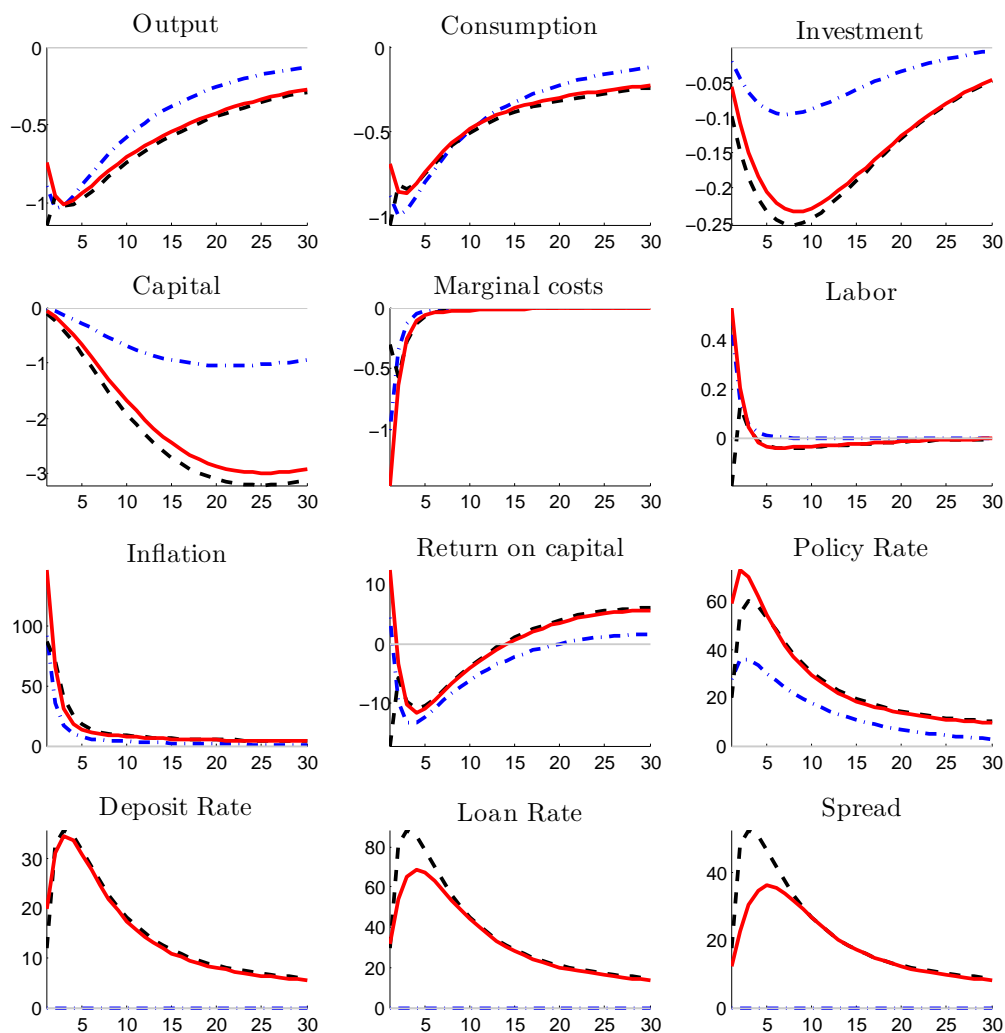 Output
0
−0.5
−1
5 10 15 20 25 30
Consumption
0
−0.5
−1
5 10 15 20 25 30
Investment
−0.05
−0.1
−0.15
−0.2
−0.25
5 10 15 20 25 30
Capital
0
−1
−2
−3
5 10 15 20 25 30
Marginal costs
0
−0.5
−1
5 10 15 20 25 30
Labor
0.4
0.2
0
5 10 15 20 25 30
Inflation
100
50
0
5 10 15 20 25 30
Return on capital
10
0
−10
5 10 15 20 25 30
Policy Rate
60
40
20
0
5 10 15 20 25 30
Deposit Rate
30
20
10
0
5 10 15 20 25 30
Loan Rate
80
60
40
20
0
5 10 15 20 25 30
Spread
40
20
0
5 10 15 20 25 30